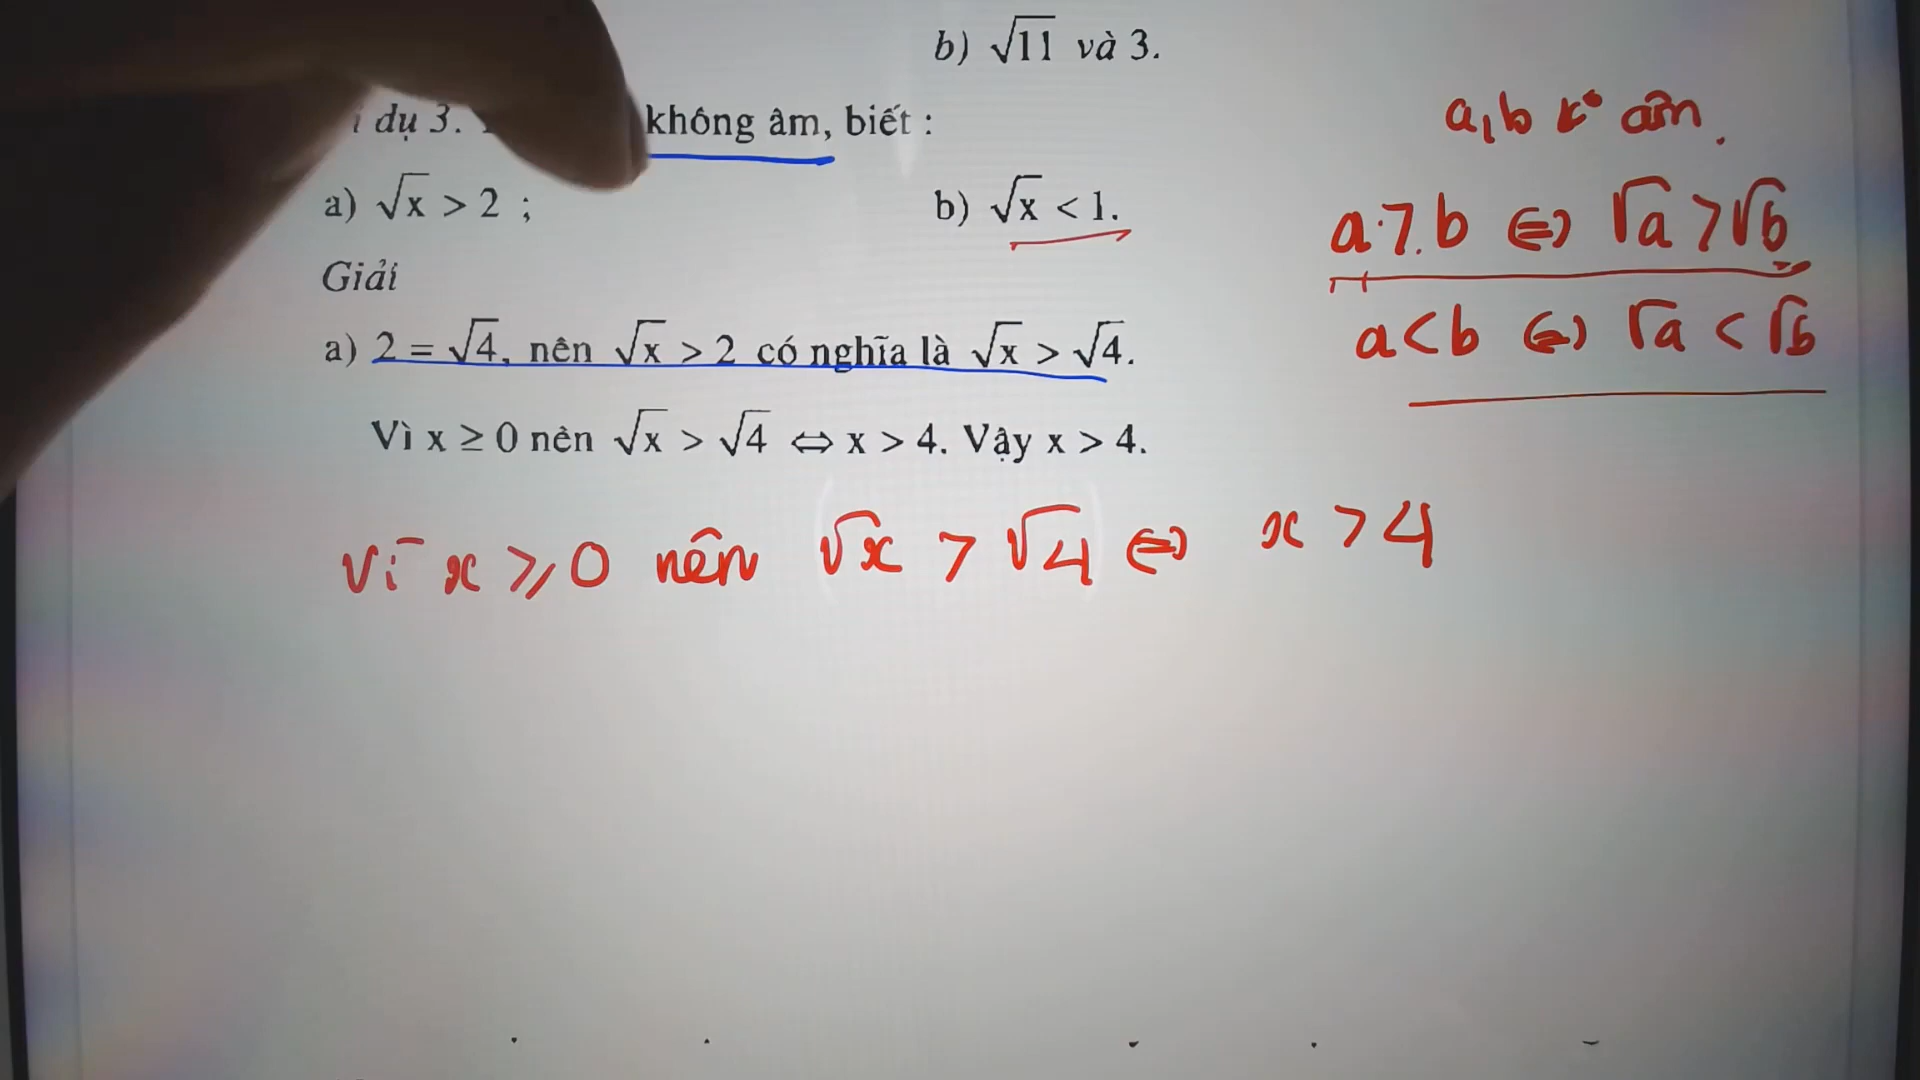 b) √11 và 3.
dụ 3. không âm, biết :
a) √x > 2 ;
b) √x < 1.
Giải
a) 2 = √4, nên √x > 2 có nghĩa là √x > √4.
Vì x ≥ 0 nên √x > √4 ⇔ x > 4. Vậy x > 4.
Vì x ≥ 0 nên √x > √4 ⇔ x > 4
a, b k° âm.
a > b ⇔ √a > √b
a < b ⇔ √a < √b